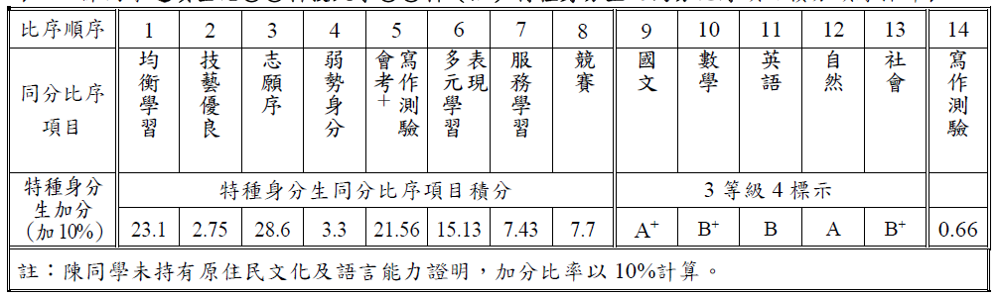 比序順序 1 2 3 4 5 6 7 8 9 10 11 12 13 14
同分比序項目 均衡學習 技藝優良 志願序 弱勢身分 會考+寫作測驗 多元學習表現 服務學習 競賽 國文 數學 英語 自然 社會 寫作測驗
特種身分生加分(加10%) 特種身分生同分比序項目積分 3 等級 4 標示
23.1 2.75 28.6 3.3 21.56 15.13 7.43 7.7 A+ B+ B A B+ 0.66
註：陳同學未持有原住民文化及語言能力證明，加分比率以 10%計算。